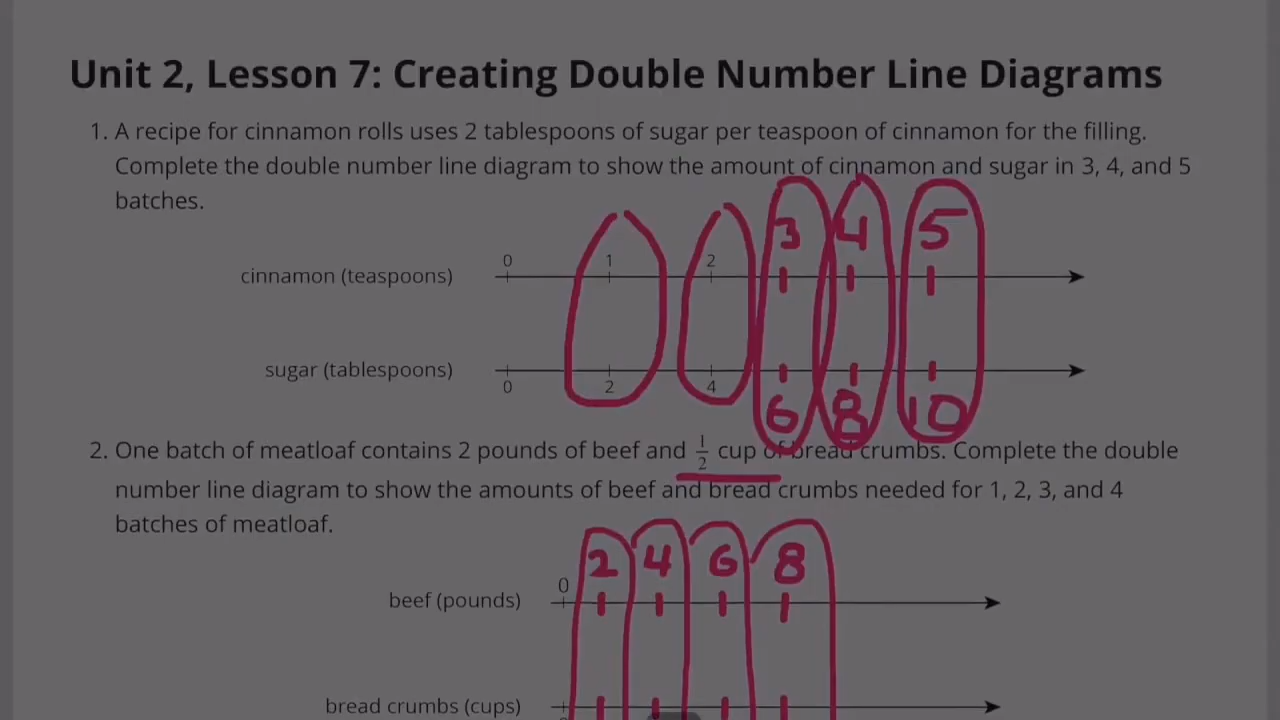 Unit 2, Lesson 7: Creating Double Number Line Diagrams
1. A recipe for cinnamon rolls uses 2 tablespoons of sugar per teaspoon of cinnamon for the filling.
Complete the double number line diagram to show the amount of cinnamon and sugar in 3, 4, and 5
batches.
3 4 5
0 1 2
cinnamon (teaspoons)
sugar (tablespoons)
0 2 4
6 8 10
2. One batch of meatloaf contains 2 pounds of beef and 1/2 cup of bread crumbs. Complete the double
number line diagram to show the amounts of beef and bread crumbs needed for 1, 2, 3, and 4
batches of meatloaf.
2 4 6 8
0
beef (pounds)
bread crumbs (cups)